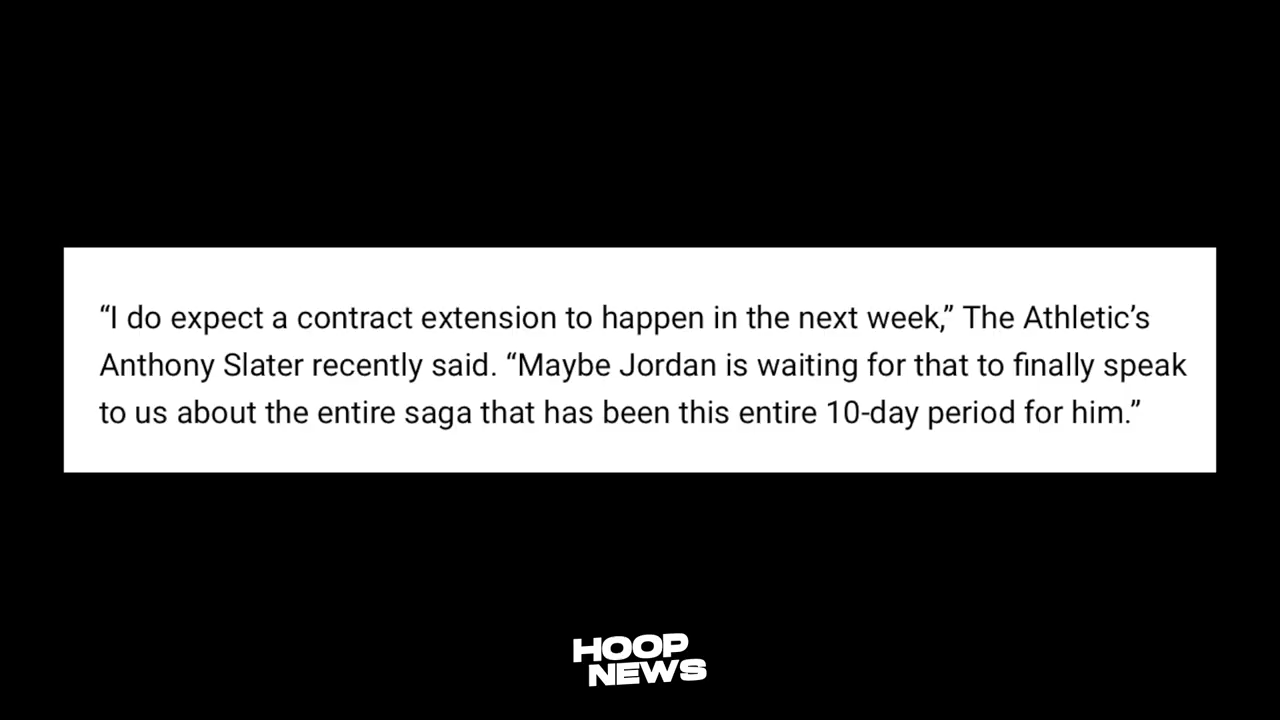 “I do expect a contract extension to happen in the next week,” The Athletic’s
Anthony Slater recently said. “Maybe Jordan is waiting for that to finally speak
to us about the entire saga that has been this entire 10-day period for him.”
HOOP
NEWS